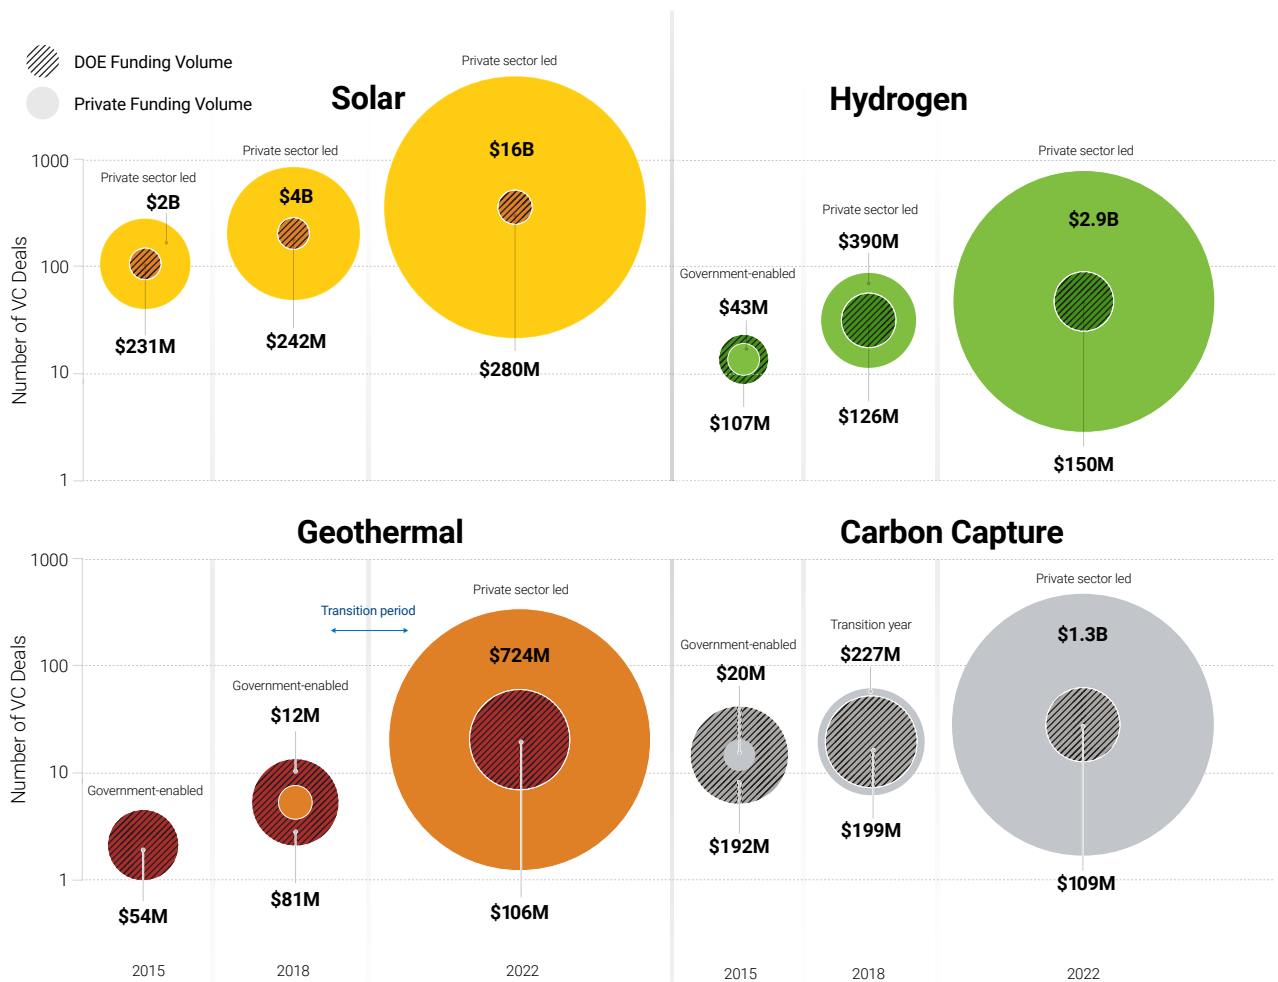 DOE Funding Volume
Private Funding Volume
Solar
Private sector led
$16B
$280M
Private sector led
$4B
$242M
Private sector led
$2B
$231M
Number of VC Deals
1000
100
10
1
Hydrogen
Government-enabled
$43M
$107M
Private sector led
$390M
$126M
Private sector led
$2.9B
$150M
Geothermal
Number of VC Deals
1000
100
10
1
Government-enabled
$54M
Government-enabled
$12M
$81M
Transition period
Private sector led
$724M
$106M
Carbon Capture
Government-enabled
$20M
$192M
Transition year
$227M
$199M
Private sector led
$1.3B
$109M
2015
2018
2022
2015
2018
2022